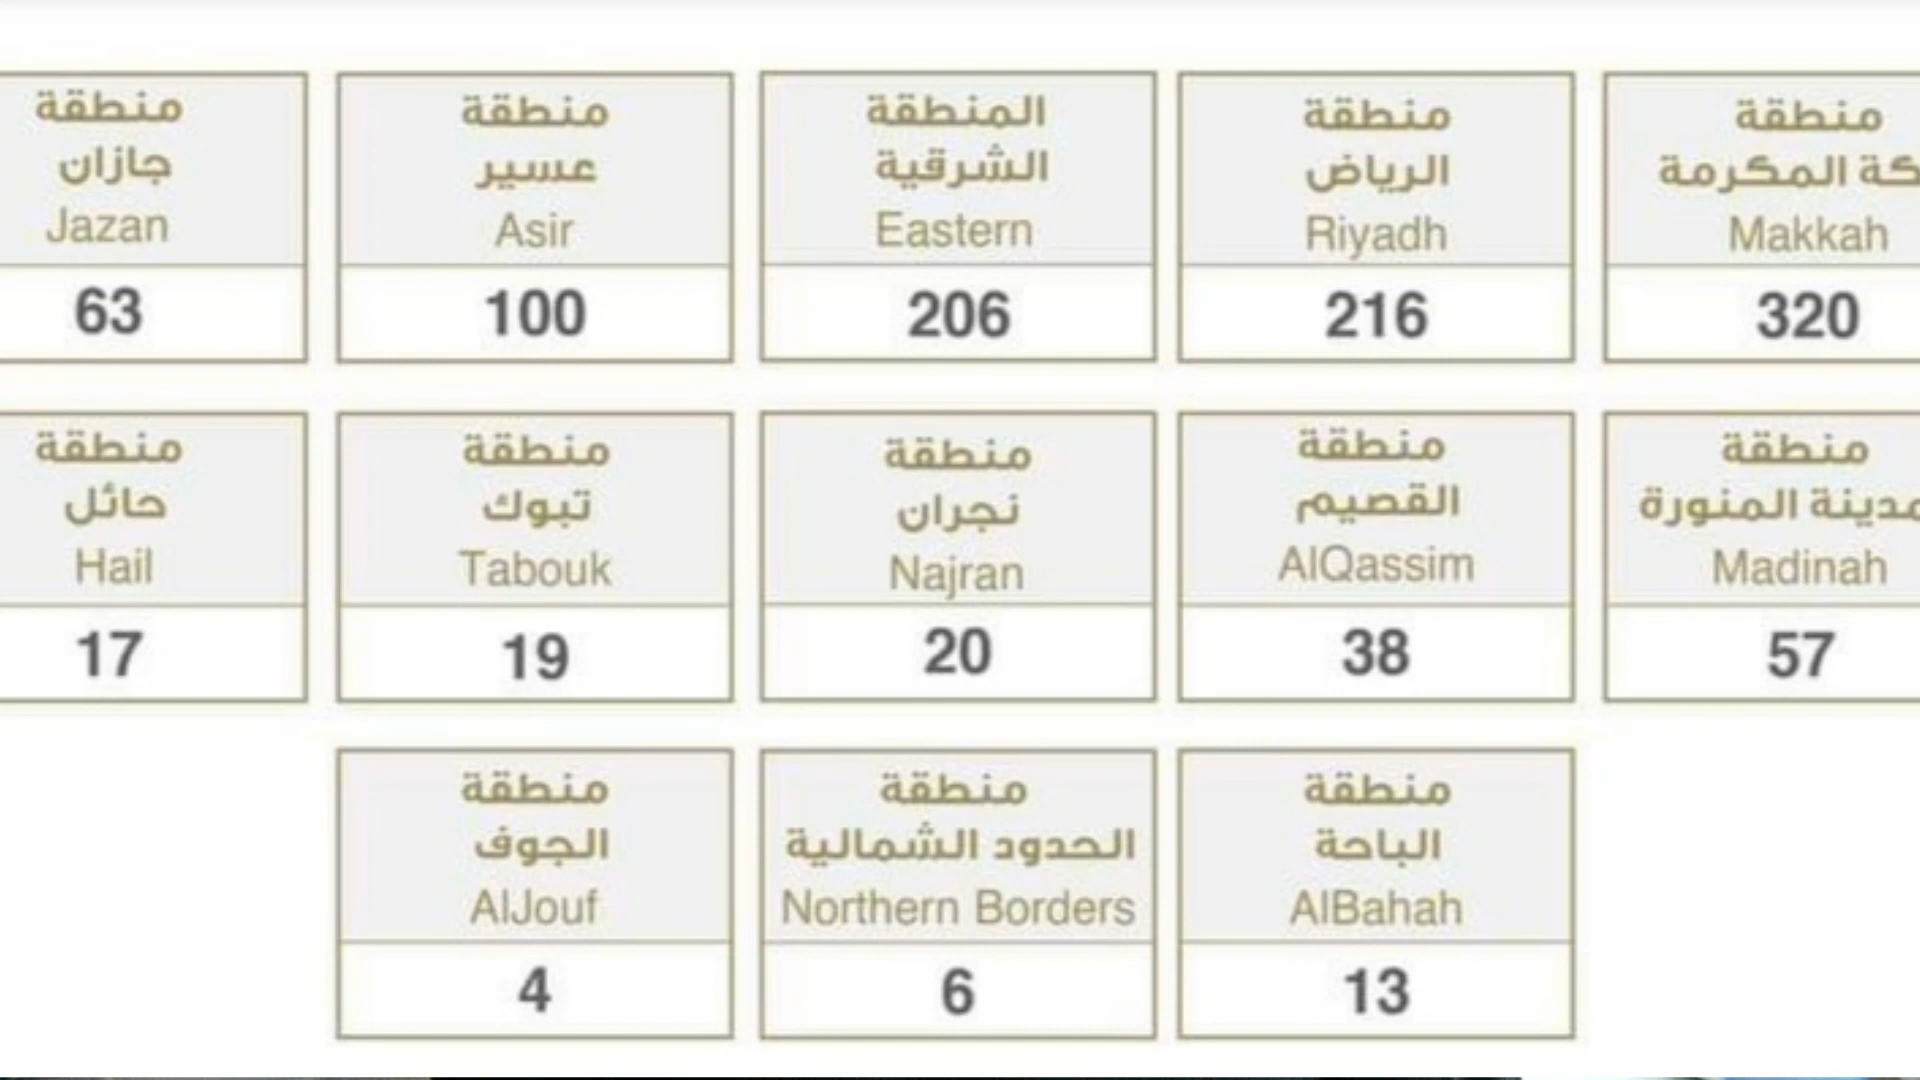 منطقة
المكرمة
Makkah
320
منطقة
الرياض
Riyadh
216
المنطقة
الشرقية
Eastern
206
منطقة
عسير
Asir
100
منطقة
جازان
Jazan
63
منطقة
المنورة
Madinah
57
منطقة
القصيم
AlQassim
38
منطقة
نجران
Najran
20
منطقة
تبوك
Tabouk
19
منطقة
حائل
Hail
17
منطقة
الباحة
AlBahah
13
منطقة
الحدود الشمالية
Northern Borders
6
منطقة
الجوف
AlJouf
4